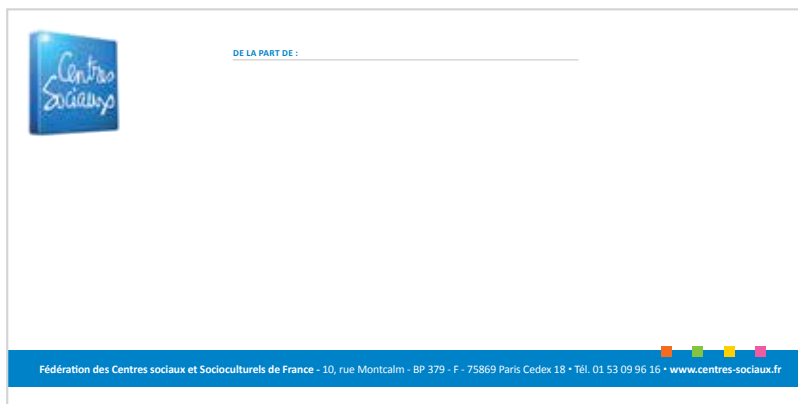 Centres
Sociaux
DE LA PART DE :
Fédération des Centres sociaux et Socioculturels de France - 10, rue Montcalm - BP 379 - F - 75869 Paris Cedex 18 • Tél. 01 53 09 96 16 • www.centres-sociaux.fr